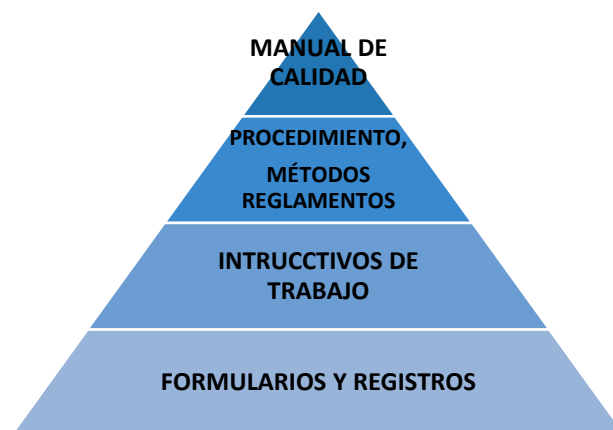 MANUAL DE
CALIDAD
PROCEDIMIENTO,
MÉTODOS
REGLAMENTOS
INTRUCCTIVOS DE
TRABAJO
FORMULARIOS Y REGISTROS